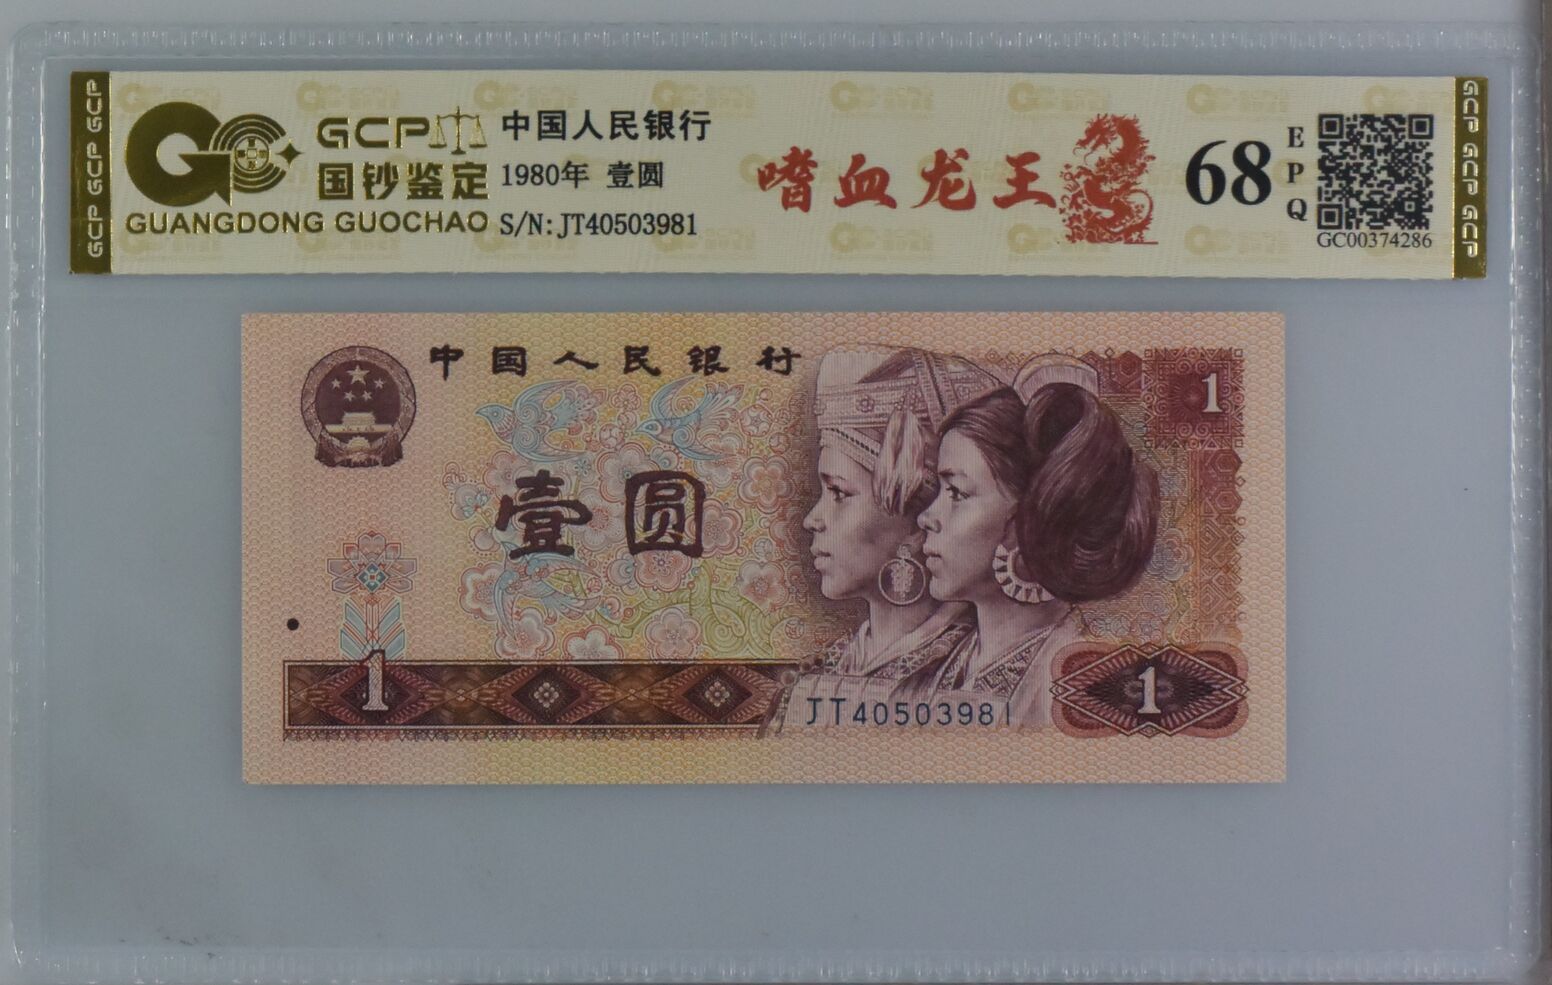 GCP GCP GCP
GCP
国钞鉴定
GUANGDONG GUOCHAO
中国人民银行
1980年 壹圆
S/N: JT40503981
嗜血龙王
68
EPQ
GC00374286
GCP GCP GCP
中国人民银行
1
壹圆
1
JT40503981
1